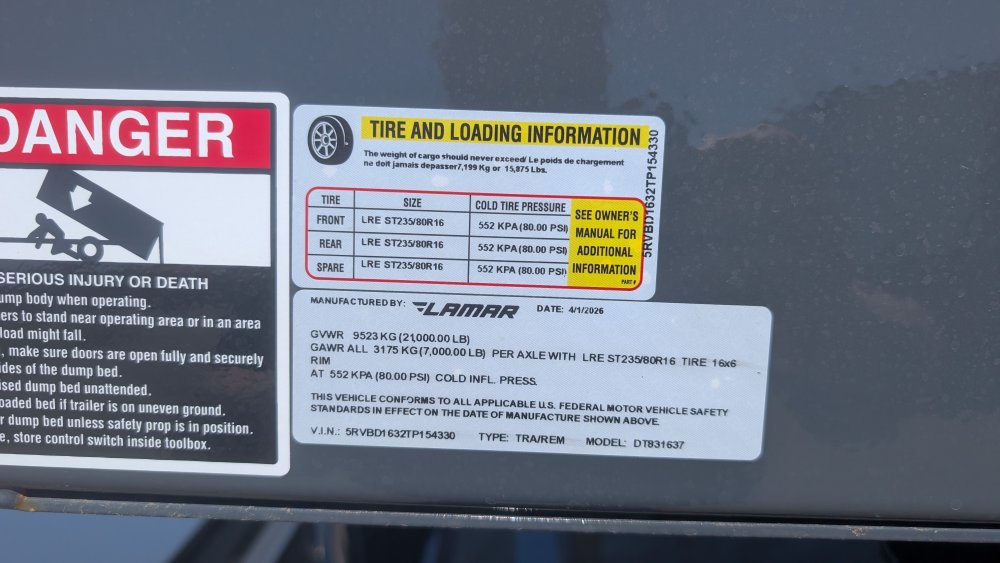 DANGER
SERIOUS INJURY OR DEATH
ump body when operating.
ers to stand near operating area or in an area
load might fall.
, make sure doors are open fully and securely
ides of the dump bed.
ised dump bed unattended.
oaded bed if trailer is on uneven ground.
r dump bed unless safety prop is in position.
e, store control switch inside toolbox.
TIRE AND LOADING INFORMATION
The weight of cargo should never exceed/ Le poids de chargement
ne doit jamais depasser7,199 Kg or 15,875 Lbs.
TIRE SIZE COLD TIRE PRESSURE
FRONT LRE ST235/80R16 552 KPA (80.00 PSI)
REAR LRE ST235/80R16 552 KPA (80.00 PSI)
SPARE LRE ST235/80R16 552 KPA (80.00 PSI)
SEE OWNER'S
MANUAL FOR
ADDITIONAL
INFORMATION
PART #
5RVBD1632TP154330
MANUFACTURED BY: LAMAR DATE: 4/1/2026
GVWR 9523 KG (21,000.00 LB)
GAWR ALL 3175 KG (7,000.00 LB) PER AXLE WITH LRE ST235/80R16 TIRE 16x6
RIM
AT 552 KPA (80.00 PSI) COLD INFL. PRESS.
THIS VEHICLE CONFORMS TO ALL APPLICABLE U.S. FEDERAL MOTOR VEHICLE SAFETY
STANDARDS IN EFFECT ON THE DATE OF MANUFACTURE SHOWN ABOVE.
V.I.N.: 5RVBD1632TP154330 TYPE: TRA/REM MODEL: DT831637